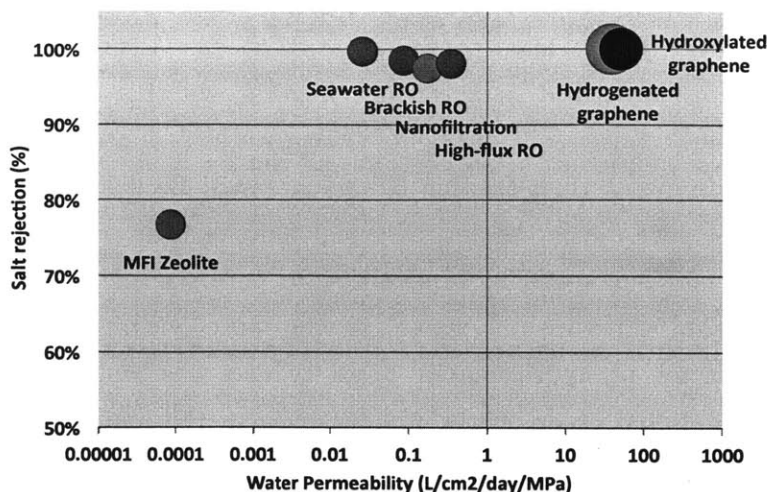 100%
90%
80%
70%
60%
50%
Salt rejection (%)
Seawater RO
Brackish RO
Nanofiltration
High-flux RO
MFI Zeolite
Hydroxylated
graphene
Hydrogenated
graphene
0.00001
0.0001
0.001
0.01
0.1
1
10
100
1000
Water Permeability (L/cm2/day/MPa)